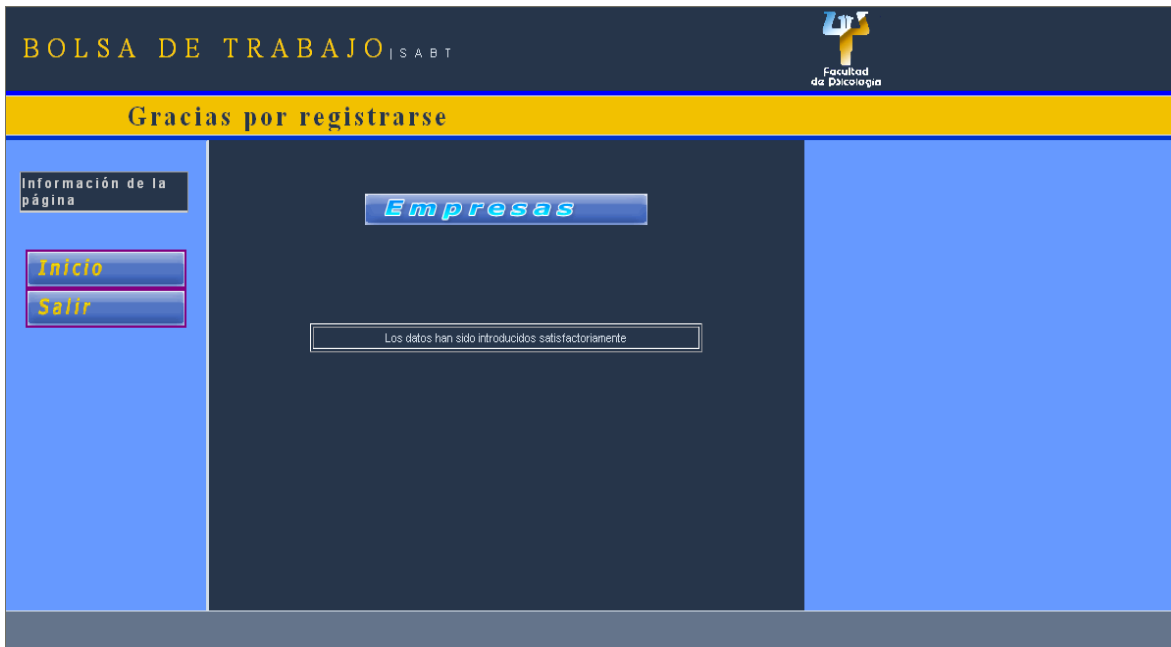 BOLSA DE TRABAJO|SABT
Facultad
de Psicología
Gracias por registrarse
Información de la
página
Empresas
Inicio
Salir
Los datos han sido introducidos satisfactoriamente